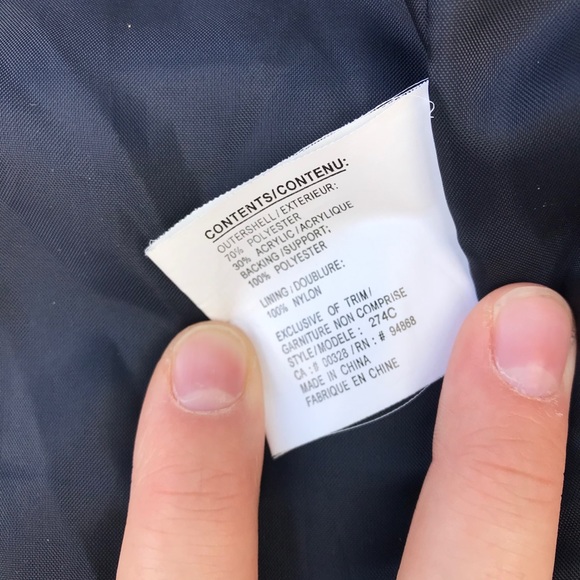 CONTENTS/CONTENU:
OUTERSHELL/EXTERIEUR:
70% POLYESTER
30% ACRYLIC/ACRYLIQUE
BACKING/SUPPORT:
100% POLYESTER
LINING/DOUBLURE:
100% NYLON
EXCLUSIVE OF TRIM/
GARNITURE NON COMPRISE
STYLE/MODELE: 274C
CA:# 00328/RN:# 94868
MADE IN CHINA
FABRIQUE EN CHINE